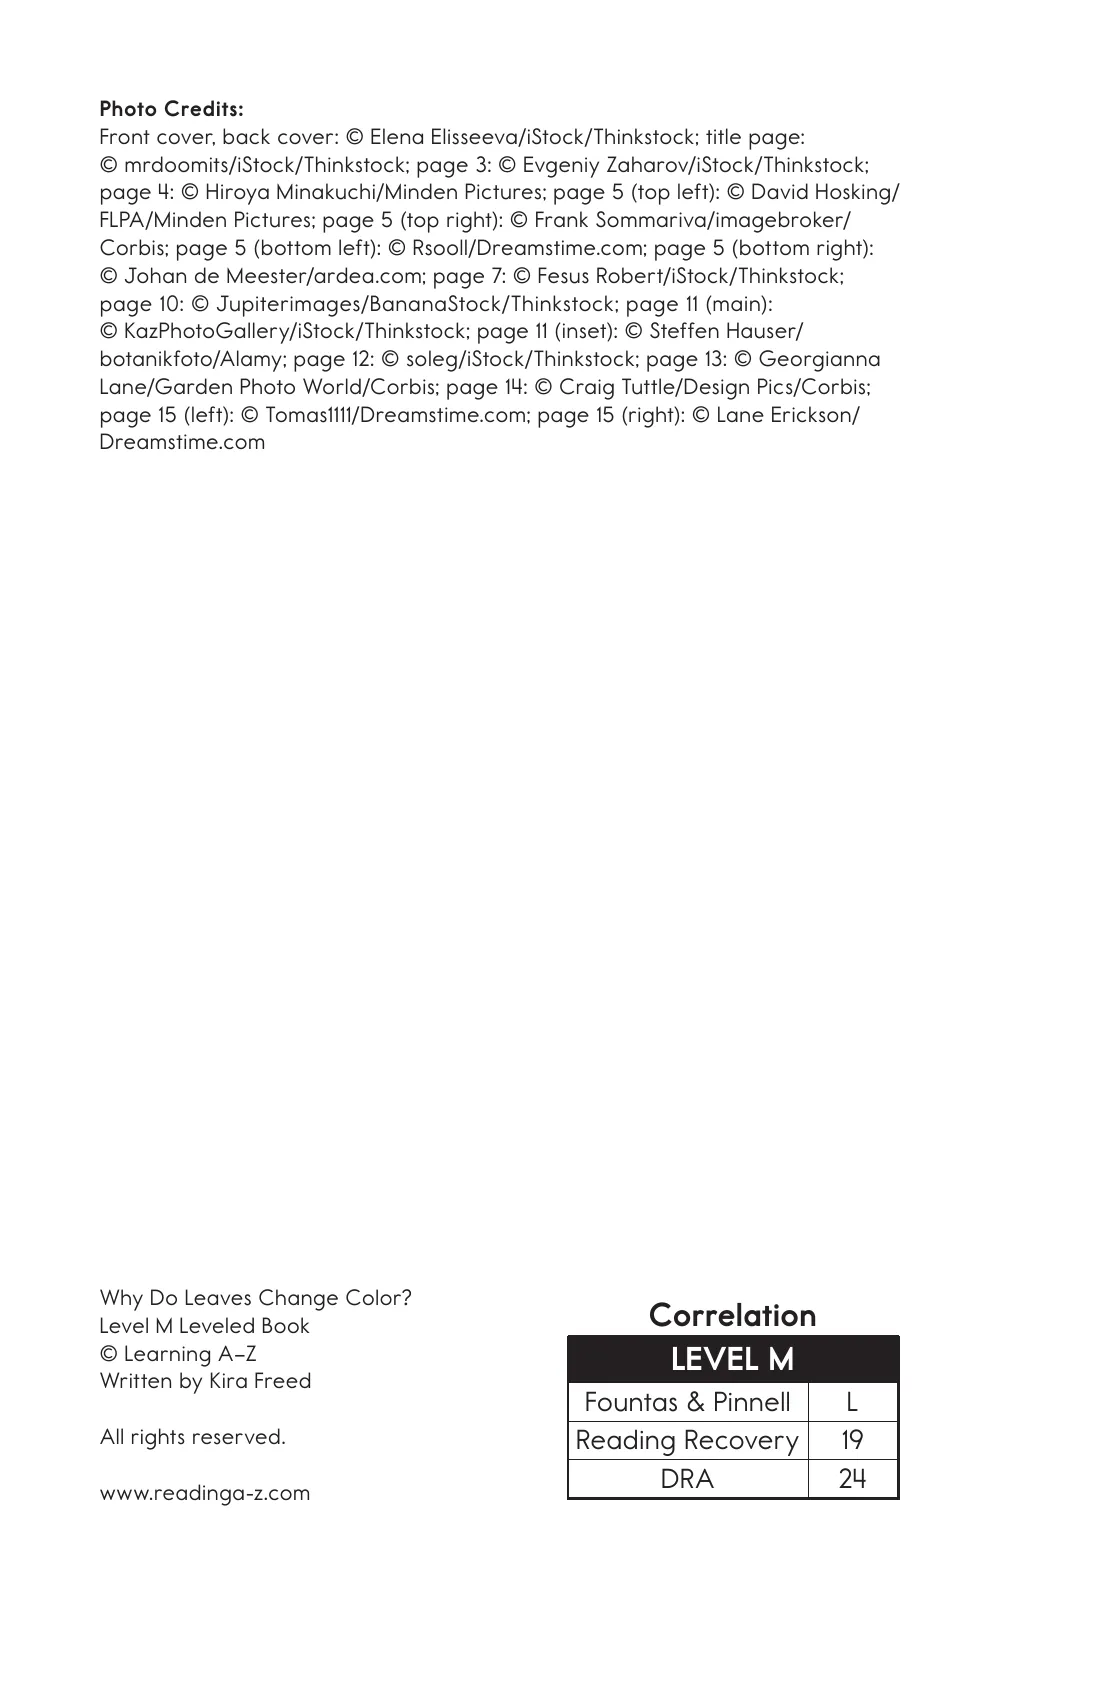 Photo Credits:
Front cover, back cover: © Elena Elisseeva/iStock/Thinkstock; title page:
© mrdoomits/iStock/Thinkstock; page 3: © Evgeniy Zaharov/iStock/Thinkstock;
page 4: © Hiroya Minakuchi/Minden Pictures; page 5 (top left): © David Hosking/
FLPA/Minden Pictures; page 5 (top right): © Frank Sommariva/imagebroker/
Corbis; page 5 (bottom left): © Rsooll/Dreamstime.com; page 5 (bottom right):
© Johan de Meester/ardea.com; page 7: © Fesus Robert/iStock/Thinkstock;
page 10: © Jupiterimages/BananaStock/Thinkstock; page 11 (main):
© KazPhotoGallery/iStock/Thinkstock; page 11 (inset): © Steffen Hauser/
botanikfoto/Alamy; page 12: © soleg/iStock/Thinkstock; page 13: © Georgianna
Lane/Garden Photo World/Corbis; page 14: © Craig Tuttle/Design Pics/Corbis;
page 15 (left): © Tomas1111/Dreamstime.com; page 15 (right): © Lane Erickson/
Dreamstime.com
Why Do Leaves Change Color?
Level M Leveled Book
© Learning A–Z
Written by Kira Freed
All rights reserved.
www.readinga-z.com
Correlation
LEVEL M
Fountas & Pinnell L
Reading Recovery 19
DRA 24